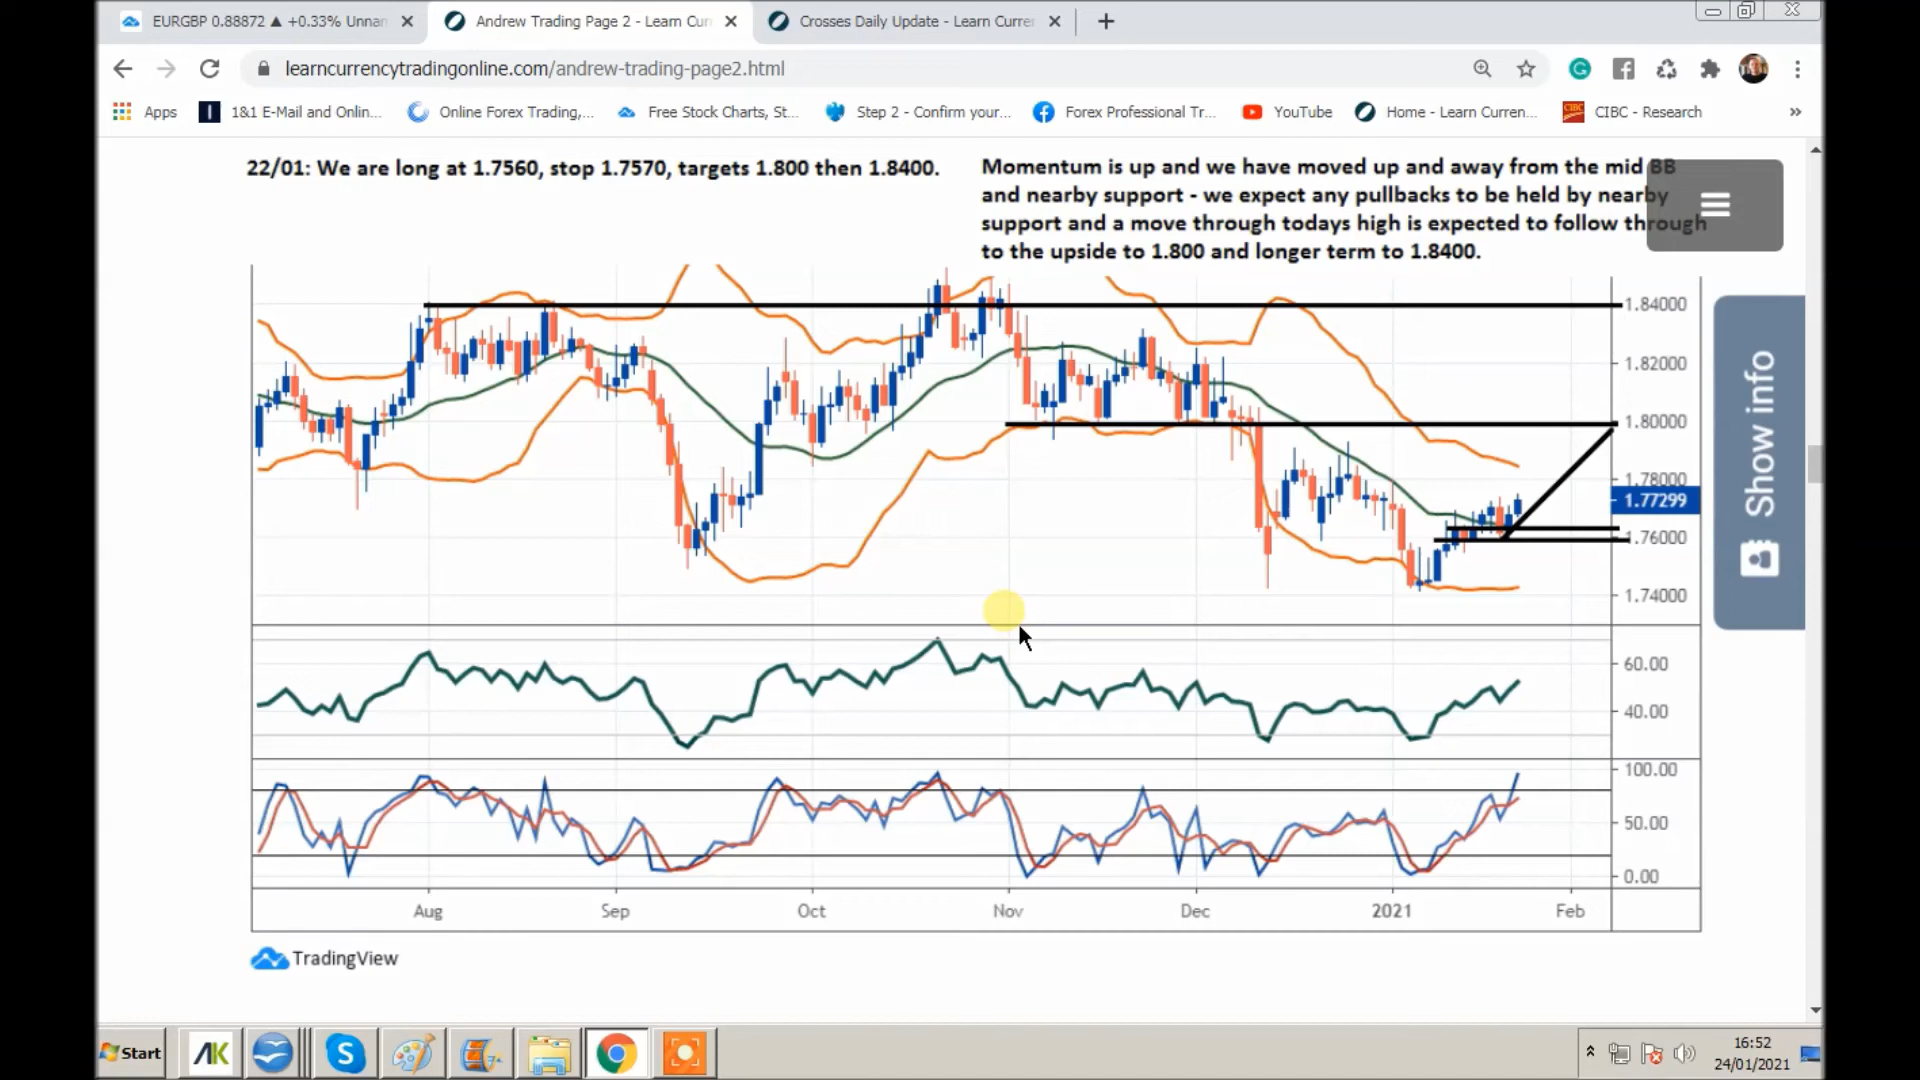 EURGBP 0.88872 ▲ +0.33% Unnan
Andrew Trading Page 2 - Learn Curr
Crosses Daily Update - Learn Curre
learncurrencytradingonline.com/andrew-trading-page2.html
Apps
1&1 E-Mail and Onlin...
Online Forex Trading,...
Free Stock Charts, St...
Step 2 - Confirm your...
Forex Professional Tr...
YouTube
Home - Learn Curren...
CIBC
CIBC - Research
22/01: We are long at 1.7560, stop 1.7570, targets 1.800 then 1.8400.
Momentum is up and we have moved up and away from the mid BB
and nearby support - we expect any pullbacks to be held by nearby
support and a move through todays high is expected to follow through
to the upside to 1.800 and longer term to 1.8400.
1.84000
1.82000
1.80000
1.78000
1.77299
1.76000
1.74000
Show info
60.00
40.00
100.00
50.00
0.00
Aug
Sep
Oct
Nov
Dec
2021
Feb
TradingView
Start
AK
16:52
24/01/2021